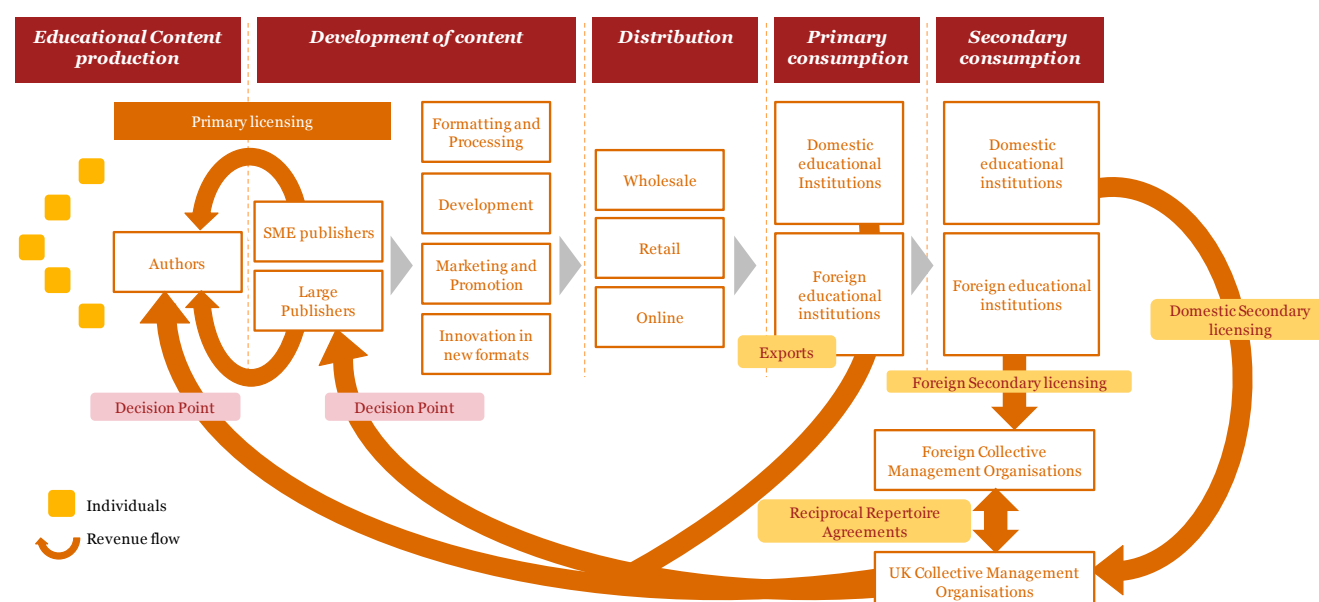 Educational Content
production
Development of content
Distribution
Primary
consumption
Secondary
consumption
Primary licensing
Authors
SME publishers
Large
Publishers
Formatting and
Processing
Development
Marketing and
Promotion
Innovation in
new formats
Wholesale
Retail
Online
Domestic
educational
Institutions
Foreign
educational
institutions
Exports
Domestic
educational
institutions
Foreign educational
institutions
Domestic Secondary
licensing
Foreign Secondary licensing
Decision Point
Decision Point
Foreign Collective
Management Organisations
Reciprocal Repertoire
Agreements
UK Collective Management
Organisations
Individuals
Revenue flow